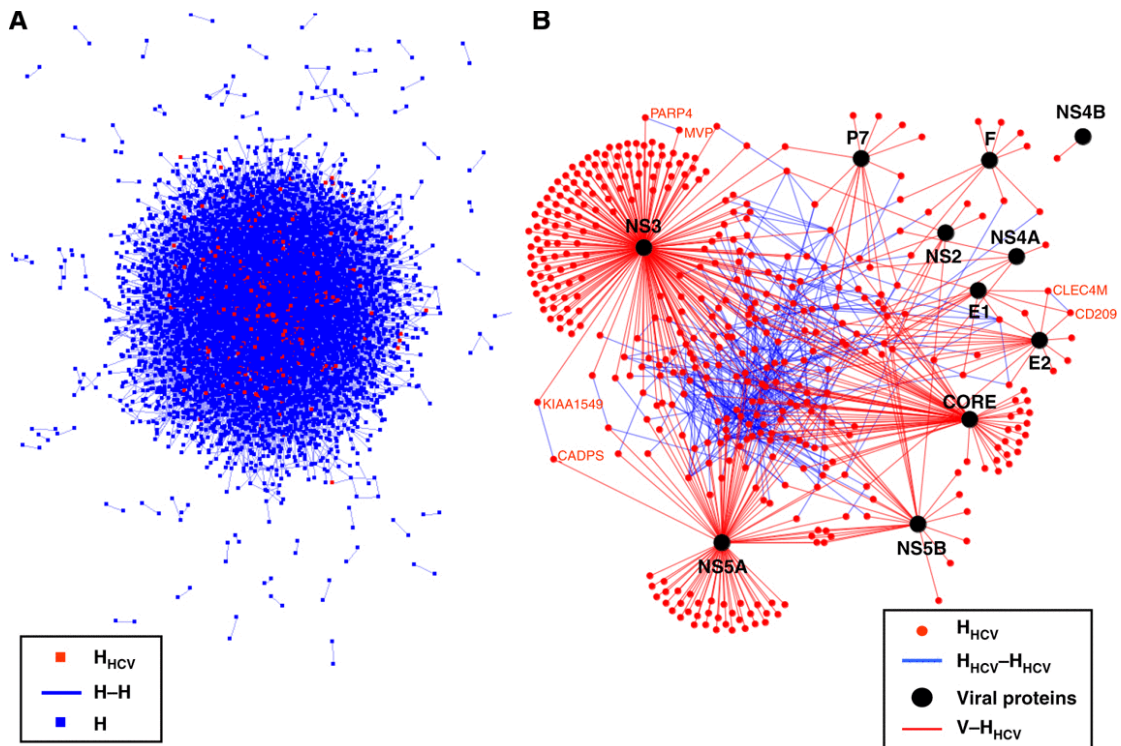 A
B
PARP4
MVP
P7
F
NS4B
NS3
NS2
NS4A
E1
CLEC4M
CD209
E2
KIAA1549
CORE
CADPS
NS5A
NS5B
H_HCV
H–H
H
H_HCV
H_HCV–H_HCV
Viral proteins
V–H_HCV